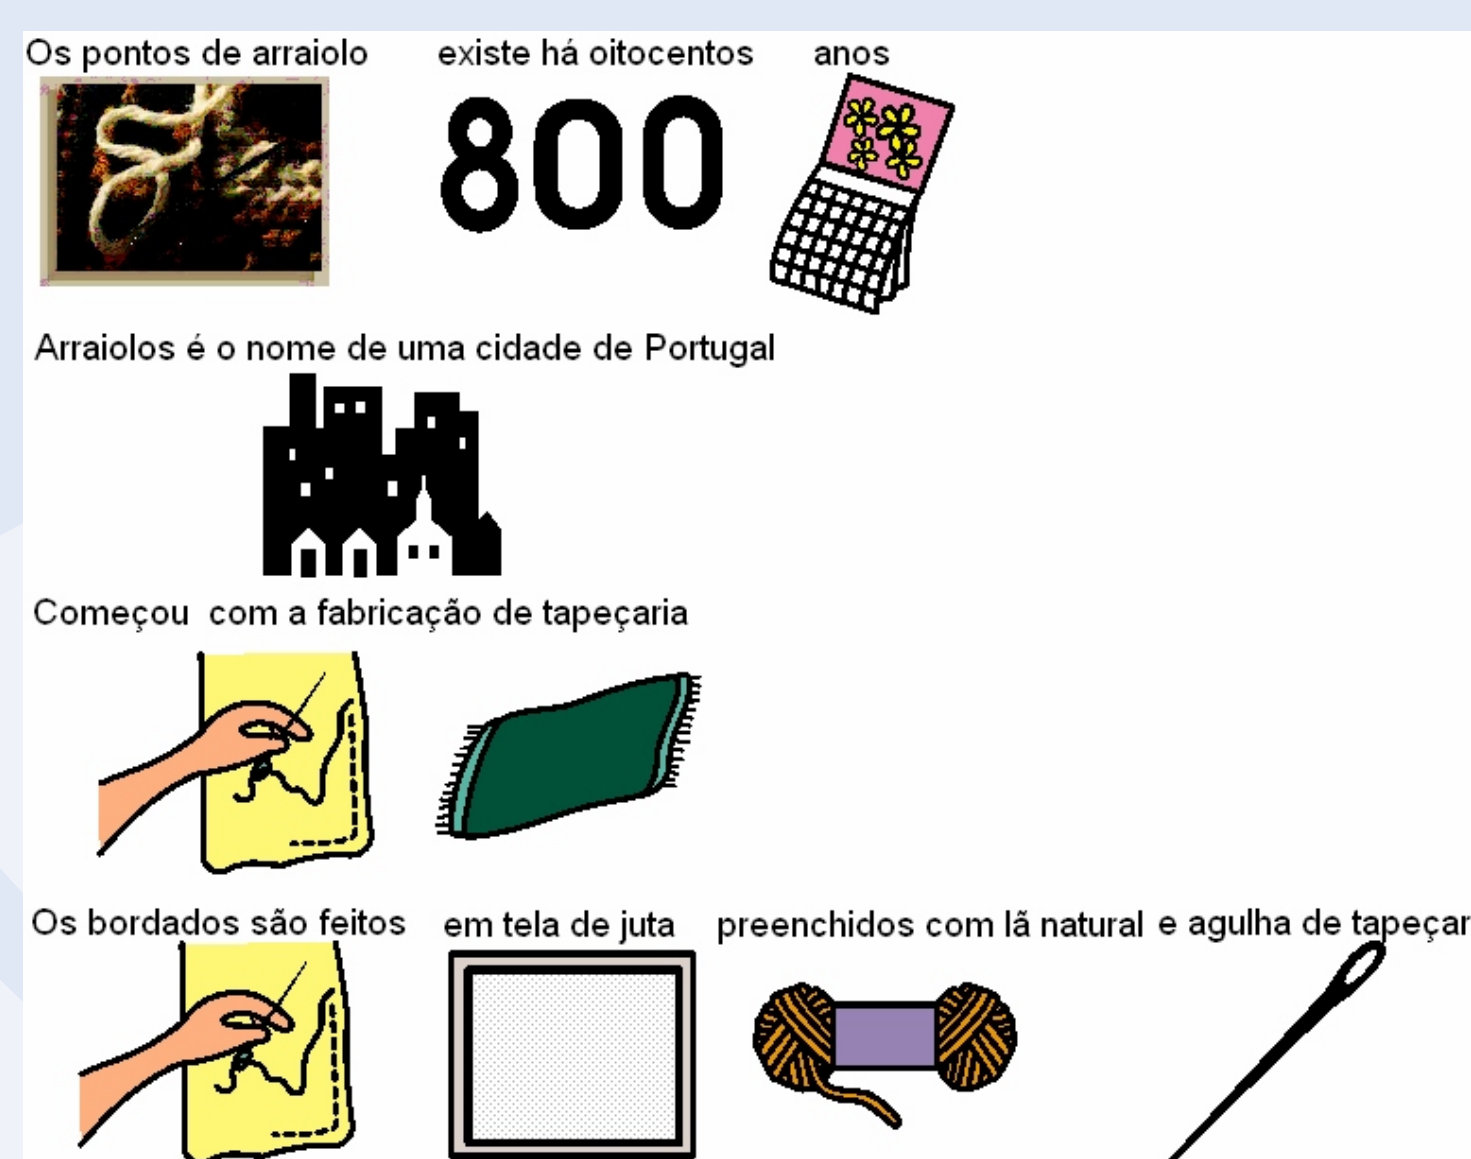 Os pontos de arraiolo existe há oitocentos anos
800
Arraiolos é o nome de uma cidade de Portugal
Começou com a fabricação de tapeçaria
Os bordados são feitos em tela de juta preenchidos com lã natural e agulha de tapeçar